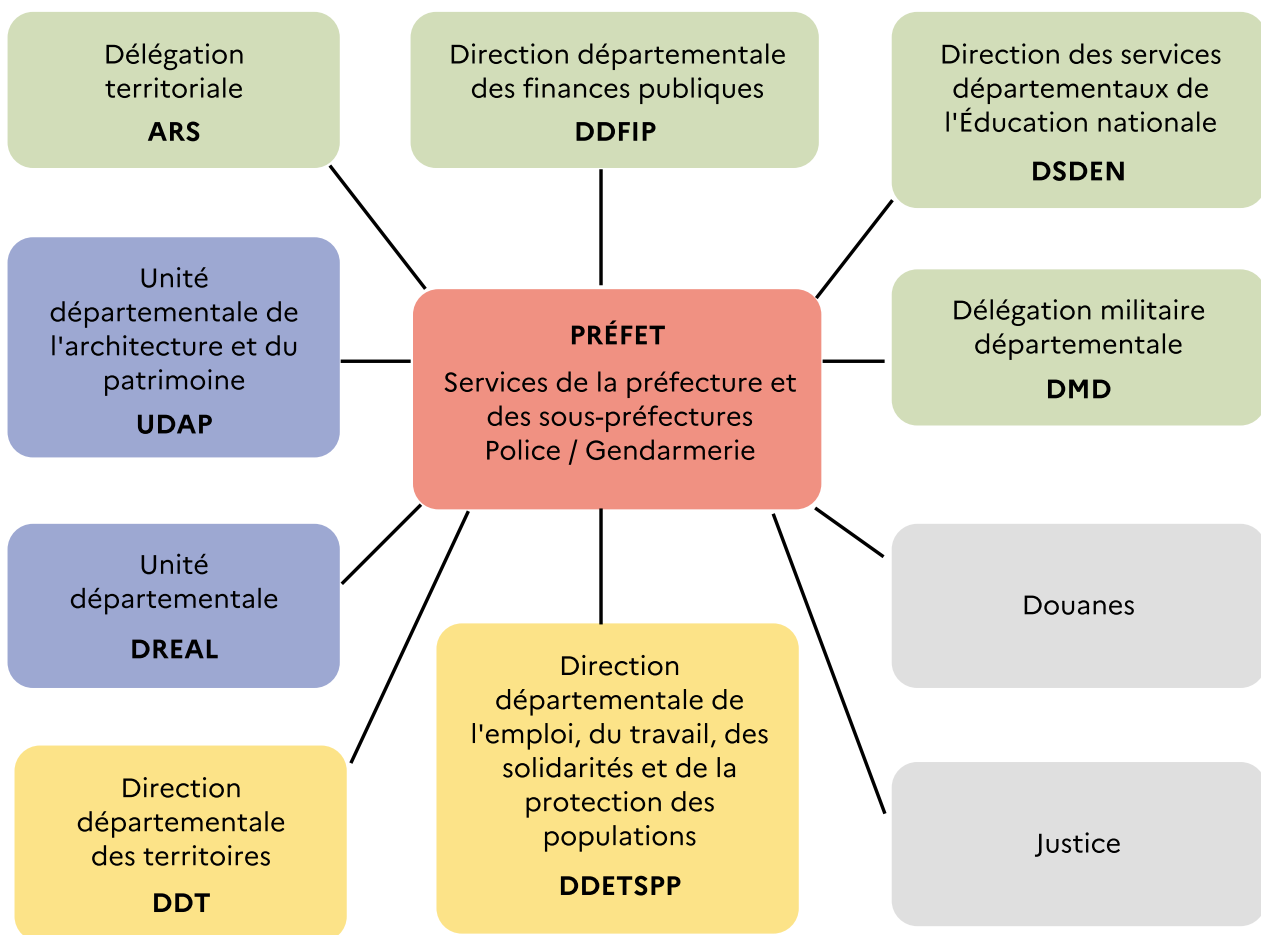 Délégation
territoriale
ARS
Direction départementale
des finances publiques
DDFIP
Direction des services
départementaux de
l'Éducation nationale
DSDEN
Unité
départementale de
l'architecture et du
patrimoine
UDAP
PRÉFET
Services de la préfecture et
des sous-préfectures
Police / Gendarmerie
Délégation militaire
départementale
DMD
Unité
départementale
DREAL
Direction
départementale de
l'emploi, du travail, des
solidarités et de la
protection des
populations
DDETSPP
Douanes
Direction
départementale
des territoires
DDT
Justice